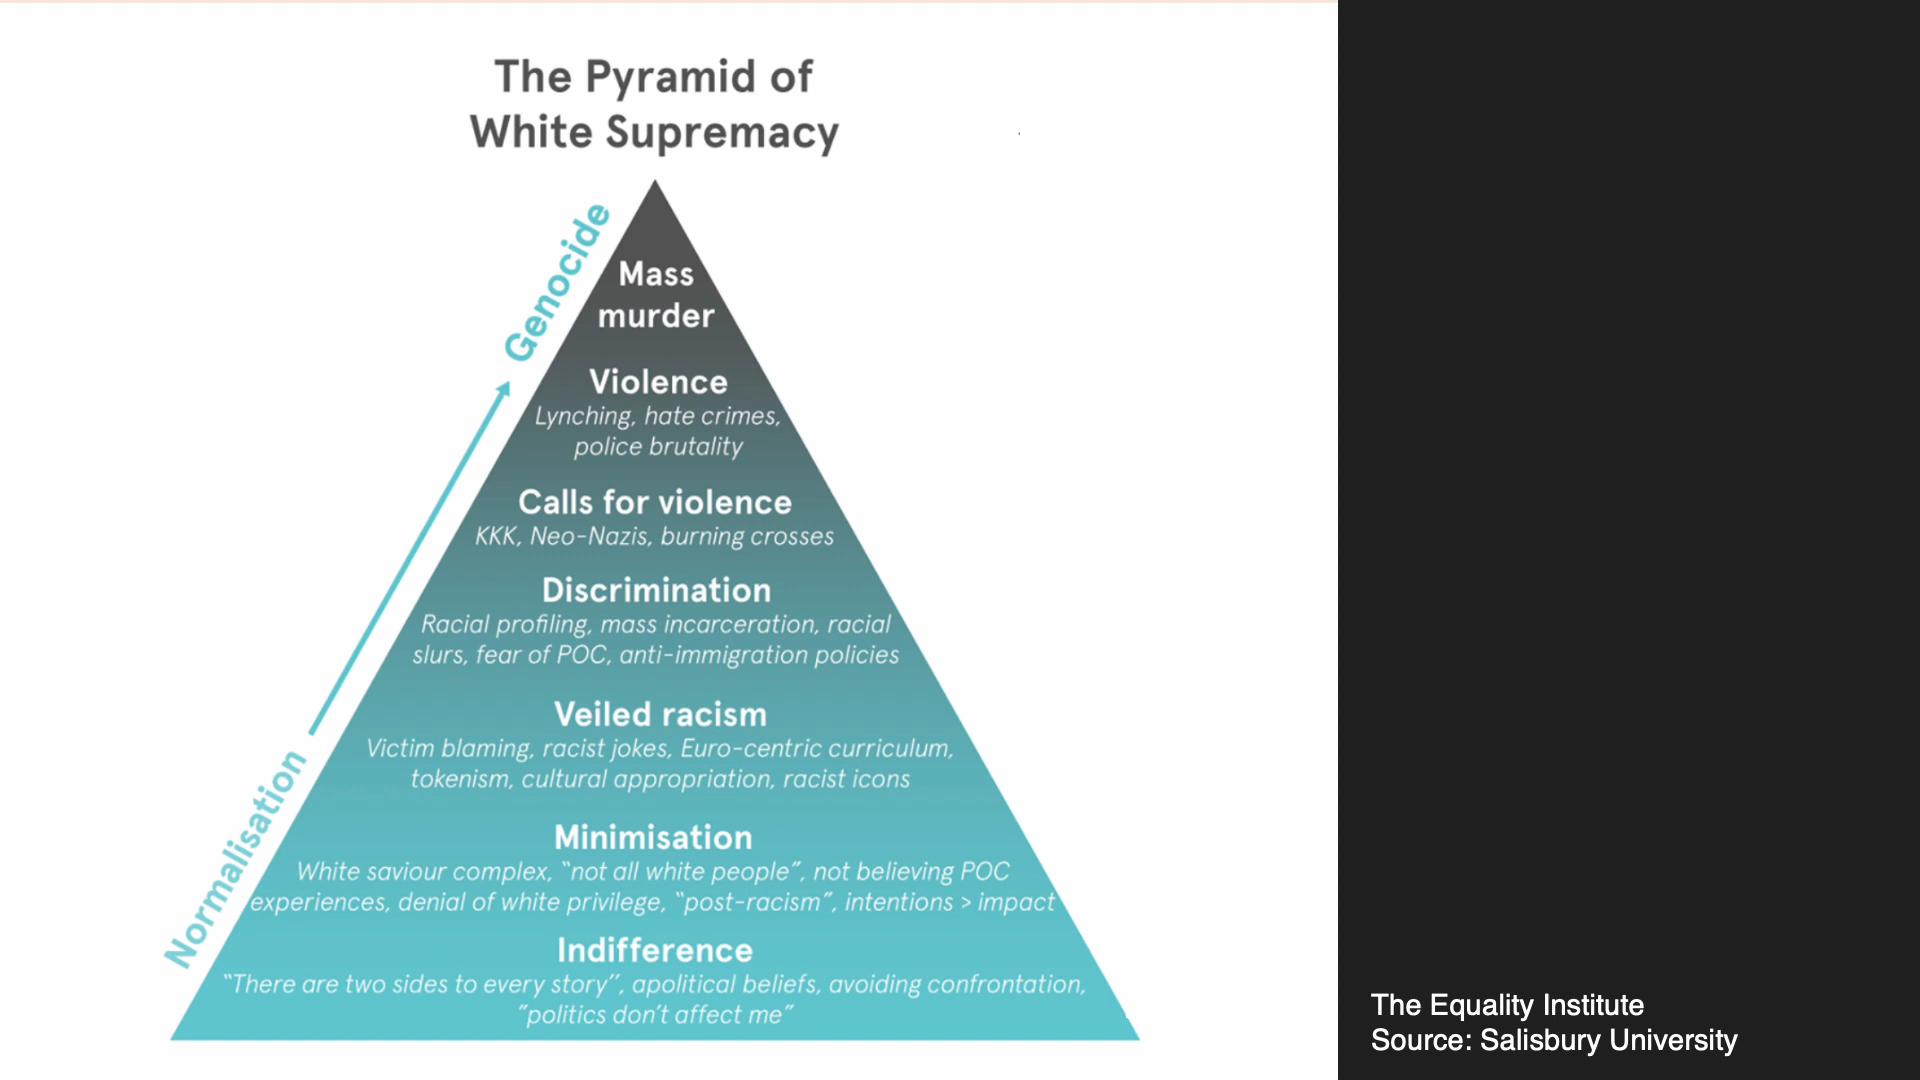 The Pyramid of
White Supremacy
Genocide
Normalisation
Mass
murder
Violence
Lynching, hate crimes,
police brutality
Calls for violence
KKK, Neo-Nazis, burning crosses
Discrimination
Racial profiling, mass incarceration, racial
slurs, fear of POC, anti-immigration policies
Veiled racism
Victim blaming, racist jokes, Euro-centric curriculum,
tokenism, cultural appropriation, racist icons
Minimisation
White saviour complex, “not all white people”, not believing POC
experiences, denial of white privilege, “post-racism”, intentions > impact
Indifference
“There are two sides to every story”, apolitical beliefs, avoiding confrontation,
”politics don’t affect me”
The Equality Institute
Source: Salisbury University